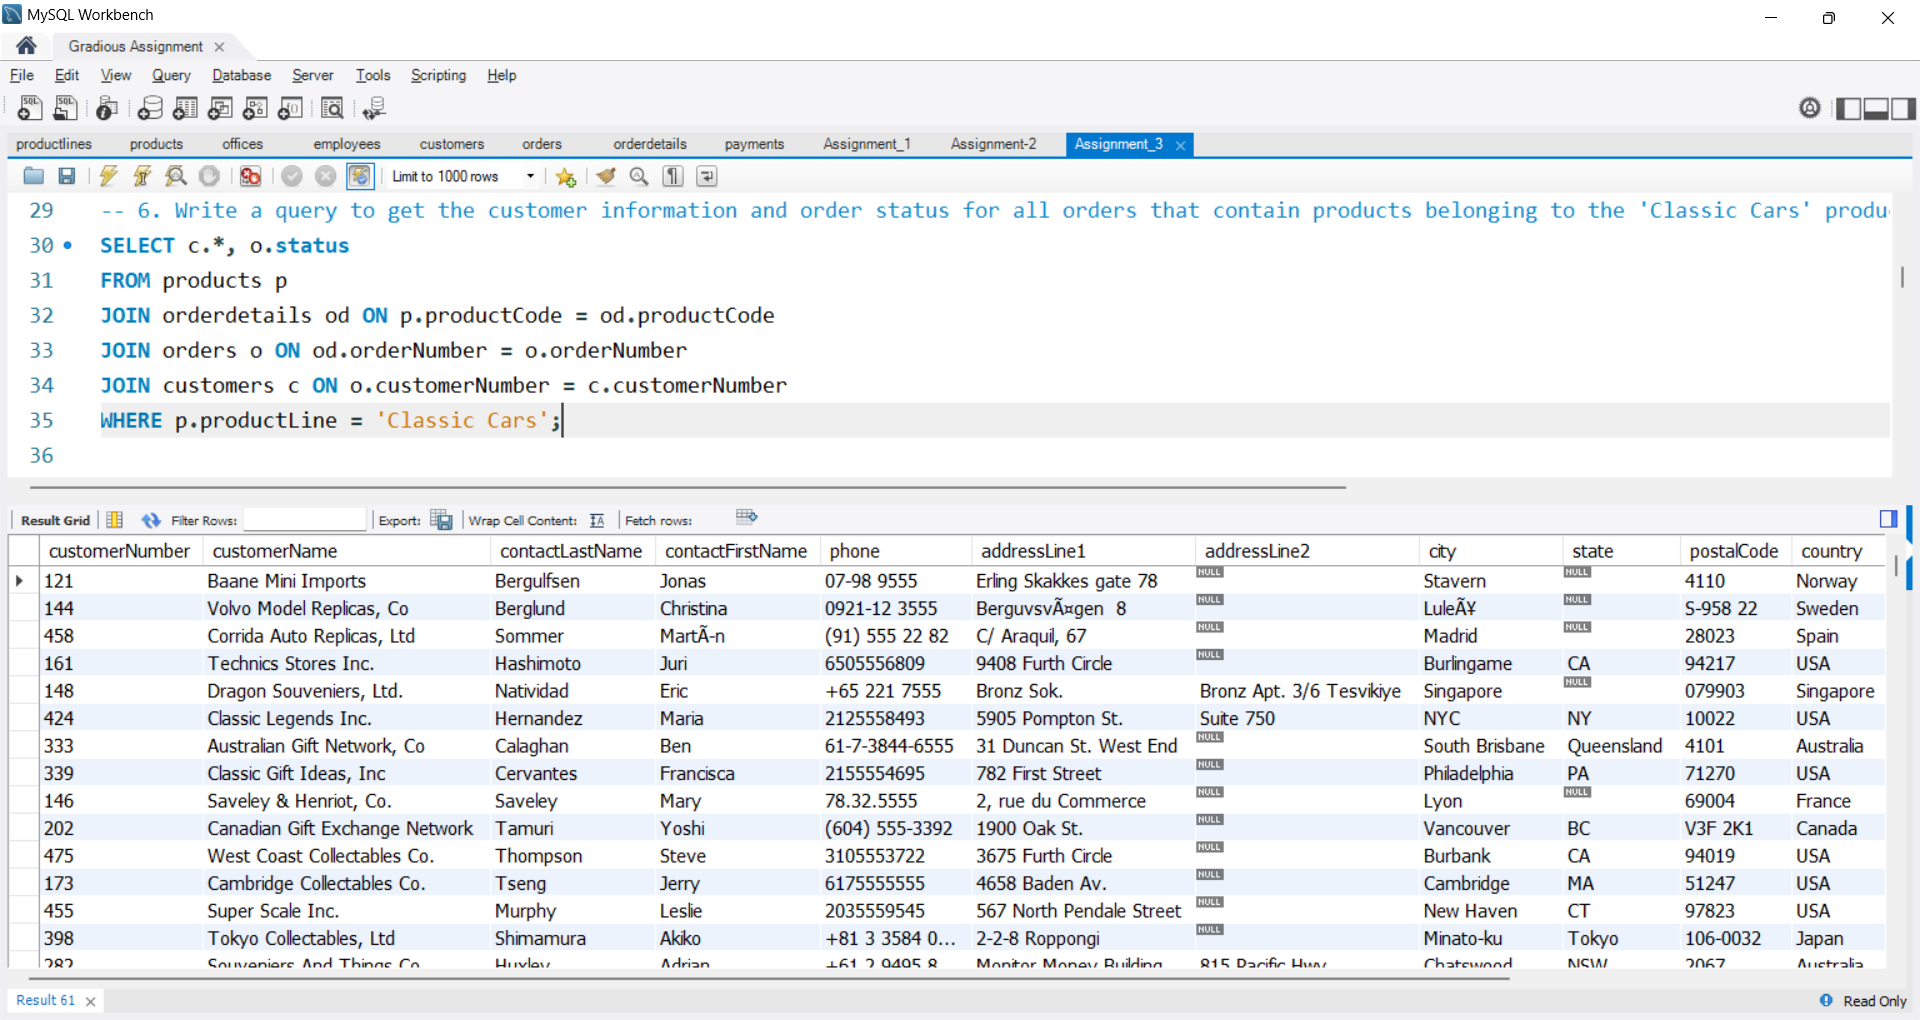 MySQL Workbench
Gradious Assignment
File Edit View Query Database Server Tools Scripting Help
productlines products offices employees customers orders orderdetails payments Assignment_1 Assignment-2 Assignment_3
Limit to 1000 rows
29 -- 6. Write a query to get the customer information and order status for all orders that contain products belonging to the 'Classic Cars' produ
30 SELECT c.*, o.status
31 FROM products p
32 JOIN orderdetails od ON p.productCode = od.productCode
33 JOIN orders o ON od.orderNumber = o.orderNumber
34 JOIN customers c ON o.customerNumber = c.customerNumber
35 WHERE p.productLine = 'Classic Cars';
36
Result Grid Filter Rows: Export: Wrap Cell Content: Fetch rows:
customerNumber customerName contactLastName contactFirstName phone addressLine1 addressLine2 city state postalCode country
121 Baane Mini Imports Bergulfsen Jonas 07-98 9555 Erling Skakkes gate 78 NULL Stavern NULL 4110 Norway
144 Volvo Model Replicas, Co Berglund Christina 0921-12 3555 BerguvsvÃ¤gen 8 NULL LuleÃ¥ NULL S-958 22 Sweden
458 Corrida Auto Replicas, Ltd Sommer MartÃ-n (91) 555 22 82 C/ Araquil, 67 NULL Madrid NULL 28023 Spain
161 Technics Stores Inc. Hashimoto Juri 6505556809 9408 Furth Circle NULL Burlingame CA 94217 USA
148 Dragon Souveniers, Ltd. Natividad Eric +65 221 7555 Bronz Sok. Bronz Apt. 3/6 Tesvikiye Singapore NULL 079903 Singapore
424 Classic Legends Inc. Hernandez Maria 2125558493 5905 Pompton St. Suite 750 NYC NY 10022 USA
333 Australian Gift Network, Co Calaghan Ben 61-7-3844-6555 31 Duncan St. West End NULL South Brisbane Queensland 4101 Australia
339 Classic Gift Ideas, Inc Cervantes Francisca 2155554695 782 First Street NULL Philadelphia PA 71270 USA
146 Saveley & Henriot, Co. Saveley Mary 78.32.5555 2, rue du Commerce NULL Lyon NULL 69004 France
202 Canadian Gift Exchange Network Tamuri Yoshi (604) 555-3392 1900 Oak St. NULL Vancouver BC V3F 2K1 Canada
475 West Coast Collectables Co. Thompson Steve 3105553722 3675 Furth Circle NULL Burbank CA 94019 USA
173 Cambridge Collectables Co. Tseng Jerry 6175555555 4658 Baden Av. NULL Cambridge MA 51247 USA
455 Super Scale Inc. Murphy Leslie 2035559545 567 North Pendale Street NULL New Haven CT 97823 USA
398 Tokyo Collectables, Ltd Shimamura Akiko +81 3 3584 0... 2-2-8 Roppongi NULL Minato-ku Tokyo 106-0032 Japan
282 Souveniers And Things Co. Huxley Adrian +61 2 9495 8 Monitor Money Building 815 Pacific Hwy Chatswood NSW 2067 Australia
Result 61 Read Only